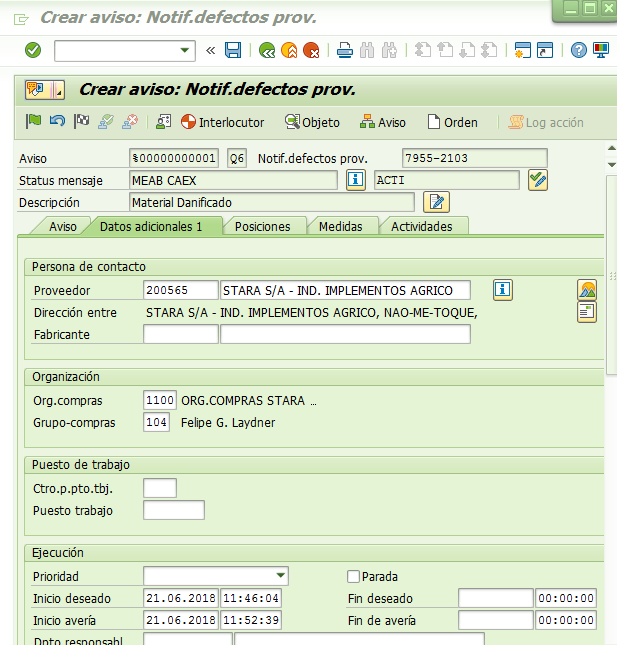 Crear aviso: Notif.defectos prov.
Crear aviso: Notif.defectos prov.
Interlocutor Objeto Aviso Orden Log acción
Aviso %00000000001 Q6 Notif.defectos prov. 7955-2103
Status mensaje MEAB CAEX ACTI
Descripción Material Danificado
Aviso Datos adicionales 1 Posiciones Medidas Actividades
Persona de contacto
Proveedor 200565 STARA S/A - IND. IMPLEMENTOS AGRICO
Dirección entre STARA S/A - IND. IMPLEMENTOS AGRICO, NAO-ME-TOQUE,
Fabricante
Organización
Org.compras 1100 ORG.COMPRAS STARA ...
Grupo-compras 104 Felipe G. Laydner
Puesto de trabajo
Ctro.p.pto.tbj.
Puesto trabajo
Ejecución
Prioridad Parada
Inicio deseado 21.06.2018 11:46:04 Fin deseado 00:00:00
Inicio avería 21.06.2018 11:52:39 Fin de avería 00:00:00
Dpto responsabl